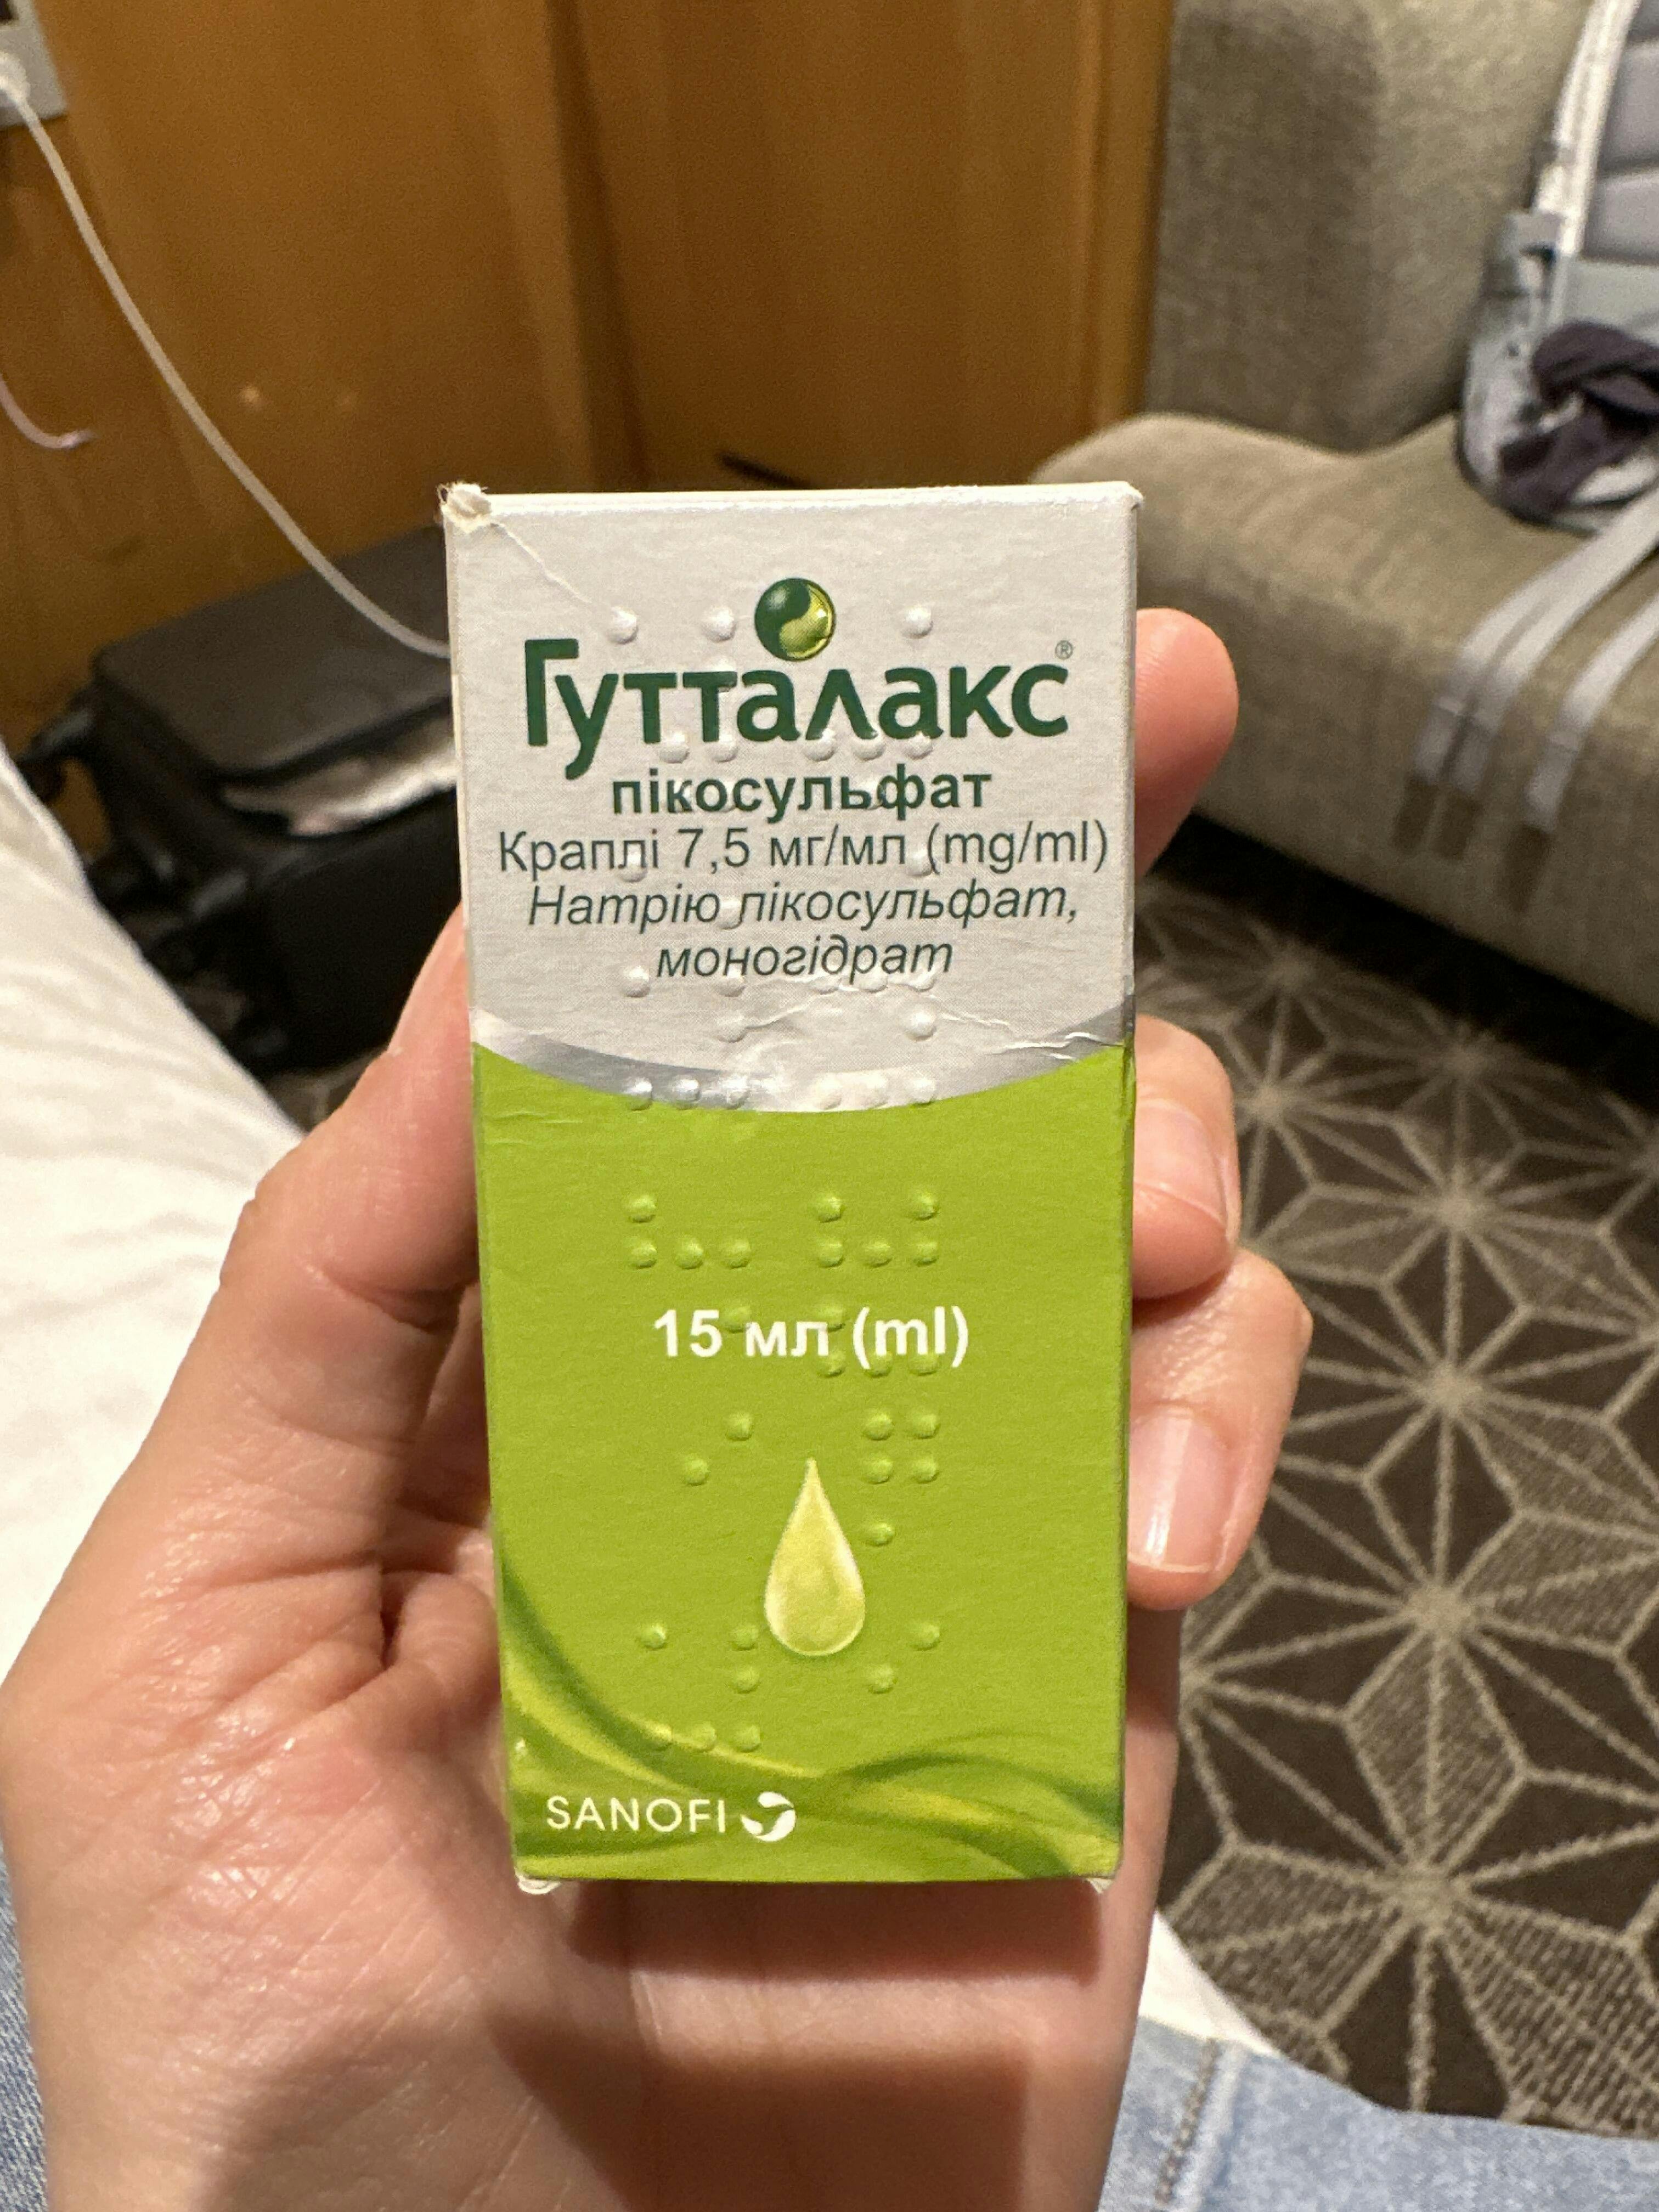 Гутталакс®
пікосульфат
Краплі 7,5 мг/мл (mg/ml)
Натрію пікосульфат,
моногідрат
15 мл (ml)
SANOFI